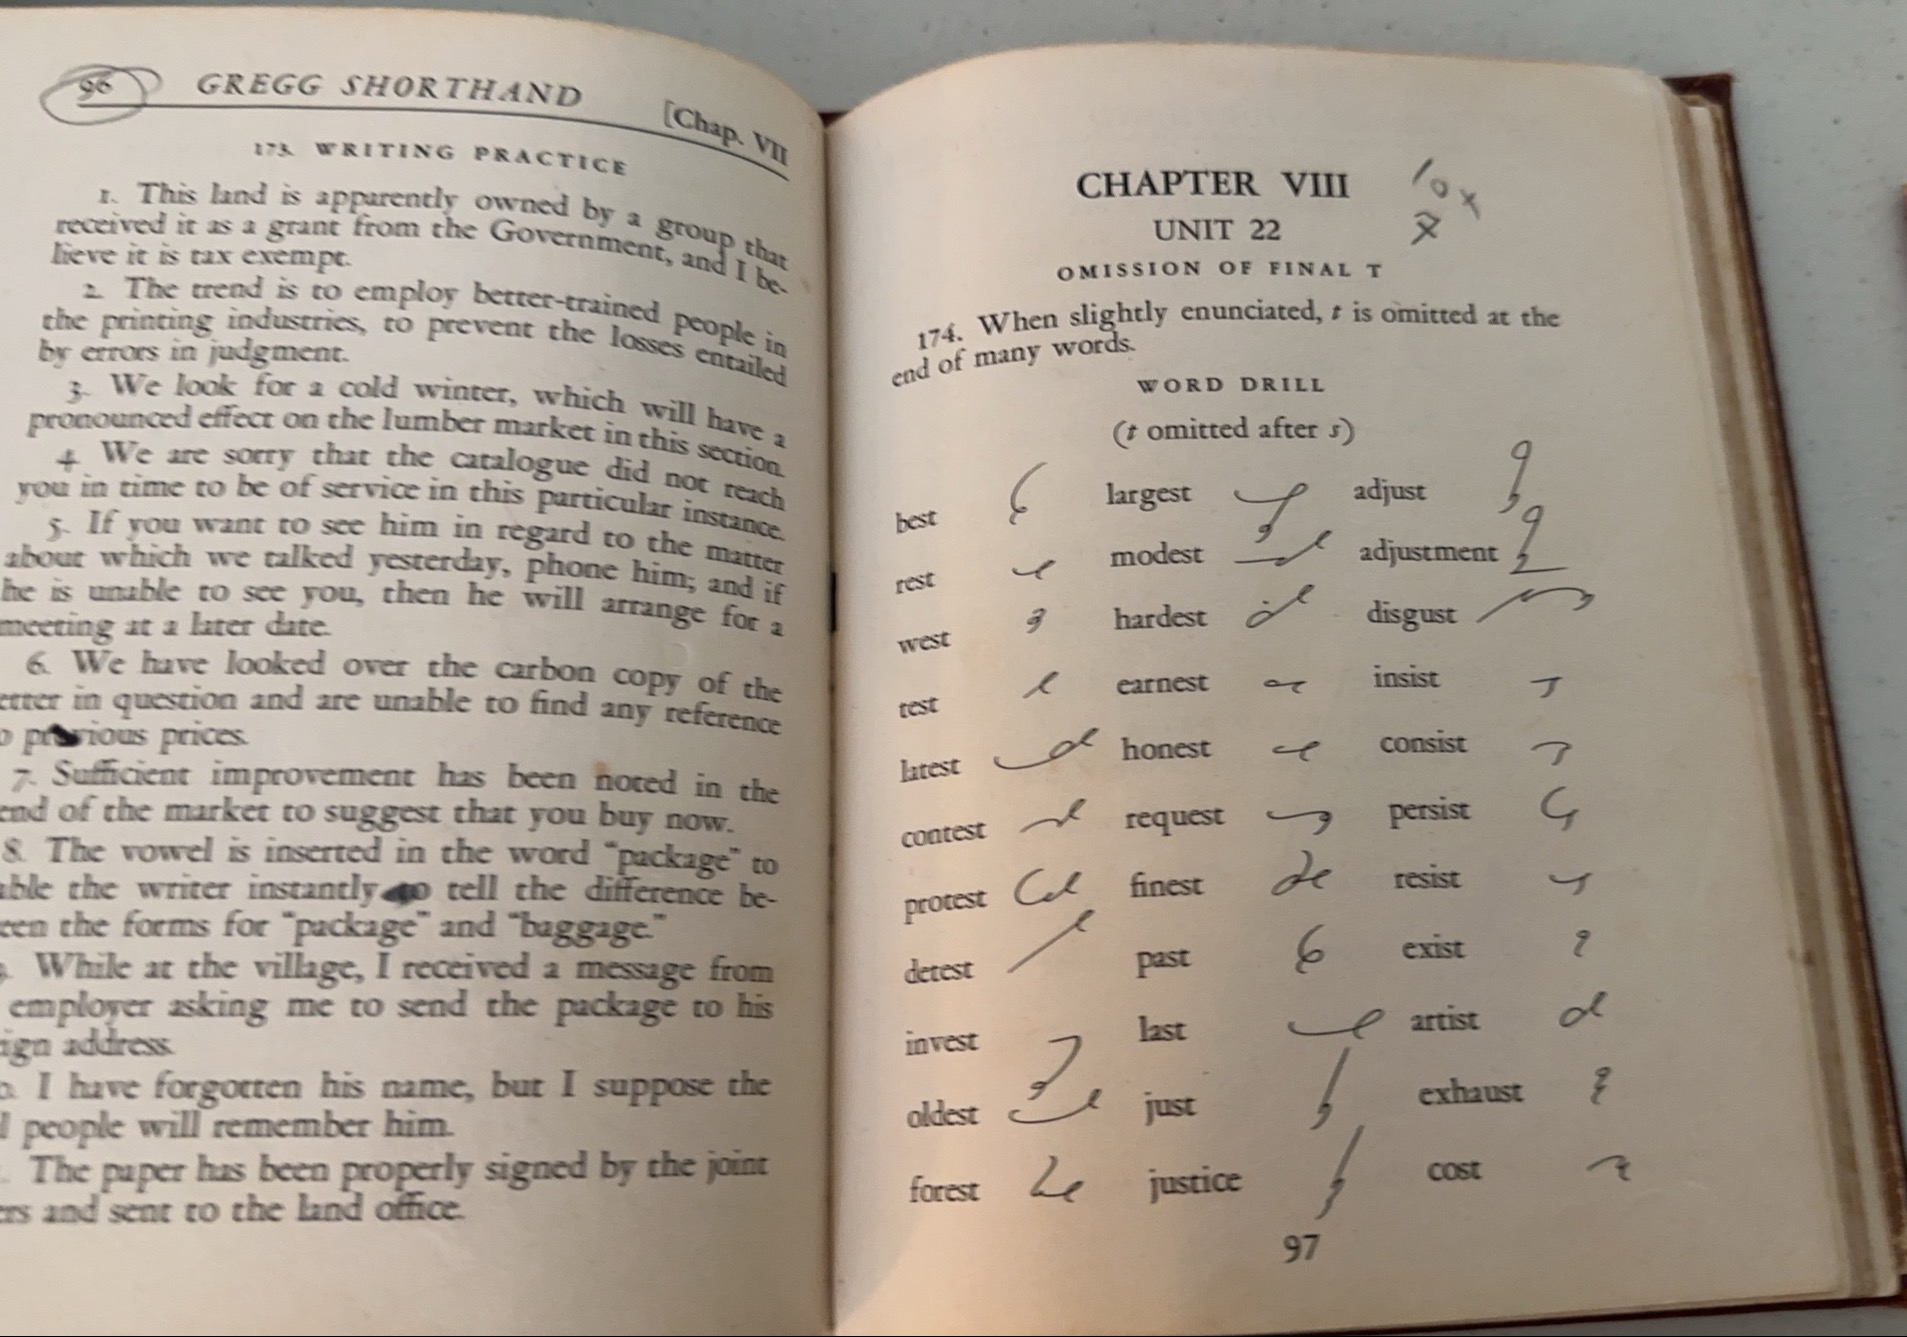 96 GREGG SHORTHAND [Chap. VII
173. WRITING PRACTICE
1. This land is apparently owned by a group that
received it as a grant from the Government, and I be-
lieve it is tax exempt.
2. The trend is to employ better-trained people in
the printing industries, to prevent the losses entailed
by errors in judgment.
3. We look for a cold winter, which will have a
pronounced effect on the lumber market in this section.
4. We are sorry that the catalogue did not reach
you in time to be of service in this particular instance.
5. If you want to see him in regard to the matter
about which we talked yesterday, phone him; and if
he is unable to see you, then he will arrange for a
meeting at a later date.
6. We have looked over the carbon copy of the
etter in question and are unable to find any reference
o previous prices.
7. Sufficient improvement has been noted in the
end of the market to suggest that you buy now.
8. The vowel is inserted in the word "package" to
able the writer instantly to tell the difference be-
een the forms for "package" and "baggage."
. While at the village, I received a message from
employer asking me to send the package to his
ign address.
. I have forgotten his name, but I suppose the
l people will remember him.
. The paper has been properly signed by the joint
ers and sent to the land office.
CHAPTER VIII 10x
UNIT 22
OMISSION OF FINAL T
174. When slightly enunciated, t is omitted at the
end of many words.
WORD DRILL
(t omitted after s)
best largest adjust
rest modest adjustment
west hardest disgust
test earnest insist
latest honest consist
contest request persist
protest finest resist
detest past exist
invest last artist
oldest just exhaust
forest justice cost
97